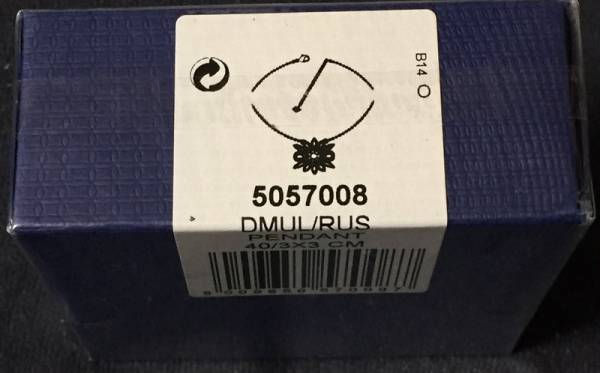 B14 O
5057008
DMUL/RUS
PENDANT
40/3X3 CM